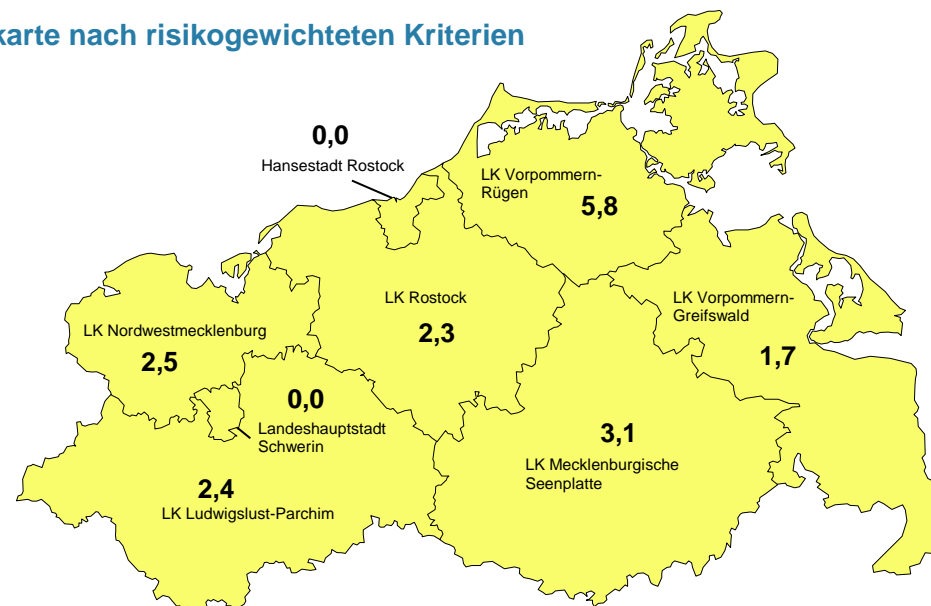 karte nach risikogewichteten Kriterien
0,0
Hansestadt Rostock
LK Vorpommern-
Rügen
5,8
LK Rostock
2,3
LK Vorpommern-
Greifswald
1,7
LK Nordwestmecklenburg
2,5
0,0
Landeshauptstadt
Schwerin
3,1
LK Mecklenburgische
Seenplatte
2,4
LK Ludwigslust-Parchim